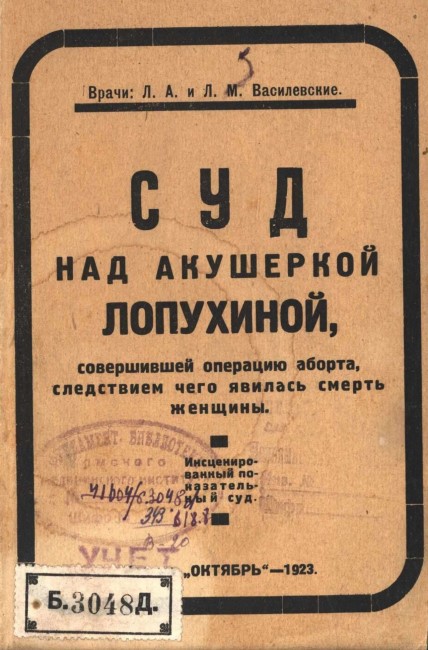 Врачи: Л. А. и Л. М. Василевские.
СУД
НАД АКУШЕРКОЙ
ЛОПУХИНОЙ,
совершившей операцию аборта,
следствием чего явилась смерть
женщины.
Инсцениро-
ванный по-
казатель-
ный суд.
УЧЕТ
„ОКТЯБРЬ“—1923.
Б.3048Д.